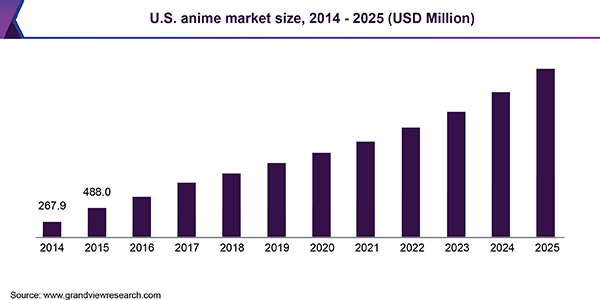 U.S. anime market size, 2014 - 2025 (USD Million)
267.9
488.0
2014 2015 2016 2017 2018 2019 2020 2021 2022 2023 2024 2025
Source: www.grandviewresearch.com